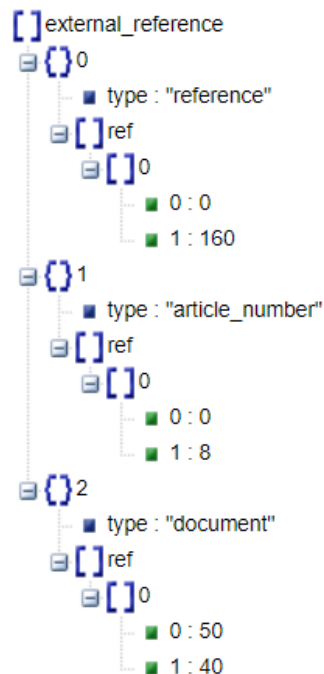 [ ] external_reference
{ } 0
type : "reference"
[ ] ref
[ ] 0
0 : 0
1 : 160
{ } 1
type : "article_number"
[ ] ref
[ ] 0
0 : 0
1 : 8
{ } 2
type : "document"
[ ] ref
[ ] 0
0 : 50
1 : 40